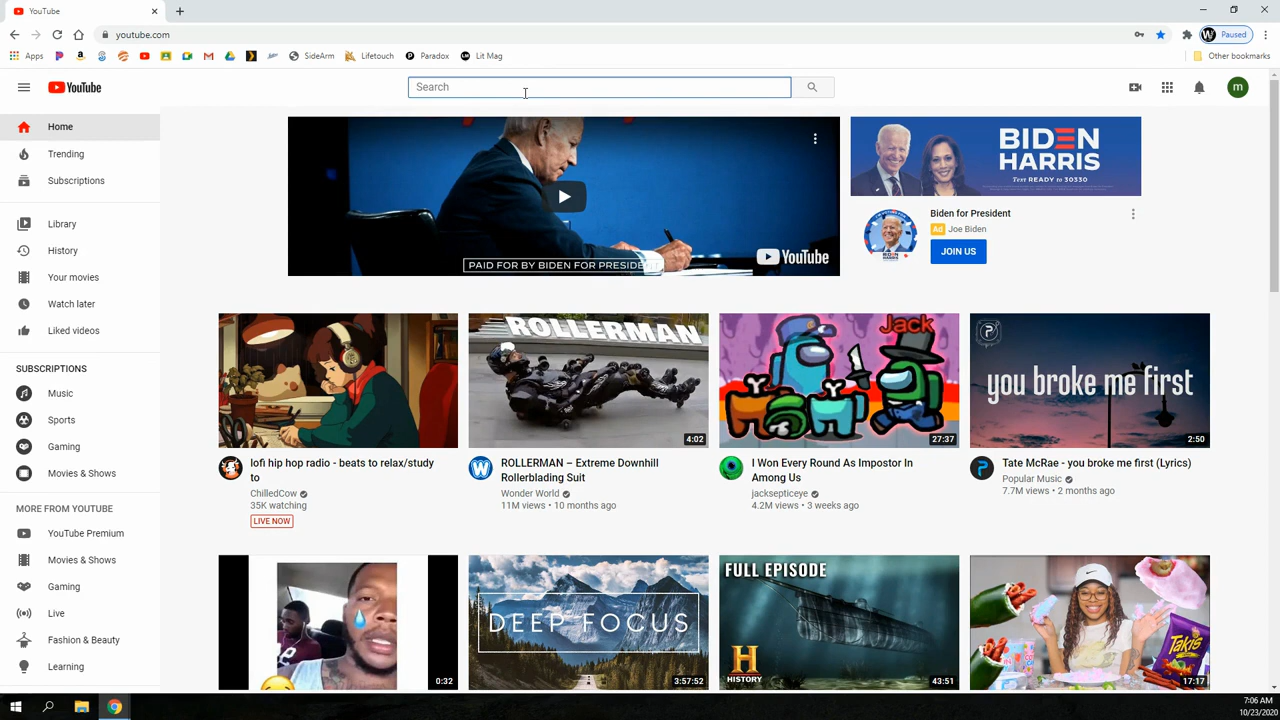 YouTube
youtube.com
Paused
Apps
SideArm
Lifetouch
Paradox
Lit Mag
Other bookmarks
YouTube
Search
m
Home
Trending
Subscriptions
Library
History
Your movies
Watch later
Liked videos
SUBSCRIPTIONS
Music
Sports
Gaming
Movies & Shows
MORE FROM YOUTUBE
YouTube Premium
Movies & Shows
Gaming
Live
Fashion & Beauty
Learning
PAID FOR BY BIDEN FOR PRESIDENT
YouTube
BIDEN
HARRIS
Text READY to 30330
Biden for President
Ad Joe Biden
JOIN US
lofi hip hop radio - beats to relax/study
to
ChilledCow
35K watching
LIVE NOW
ROLLERMAN
4:02
ROLLERMAN – Extreme Downhill
Rollerblading Suit
Wonder World
11M views • 10 months ago
Jack
27:37
I Won Every Round As Impostor In
Among Us
jacksepticeye
4.2M views • 3 weeks ago
you broke me first
2:50
Tate McRae - you broke me first (Lyrics)
Popular Music
7.7M views • 2 months ago
0:32
DEEP FOCUS
3:57:52
FULL EPISODE
H
HISTORY
43:51
Takis
17:17
7:06 AM
10/23/2020